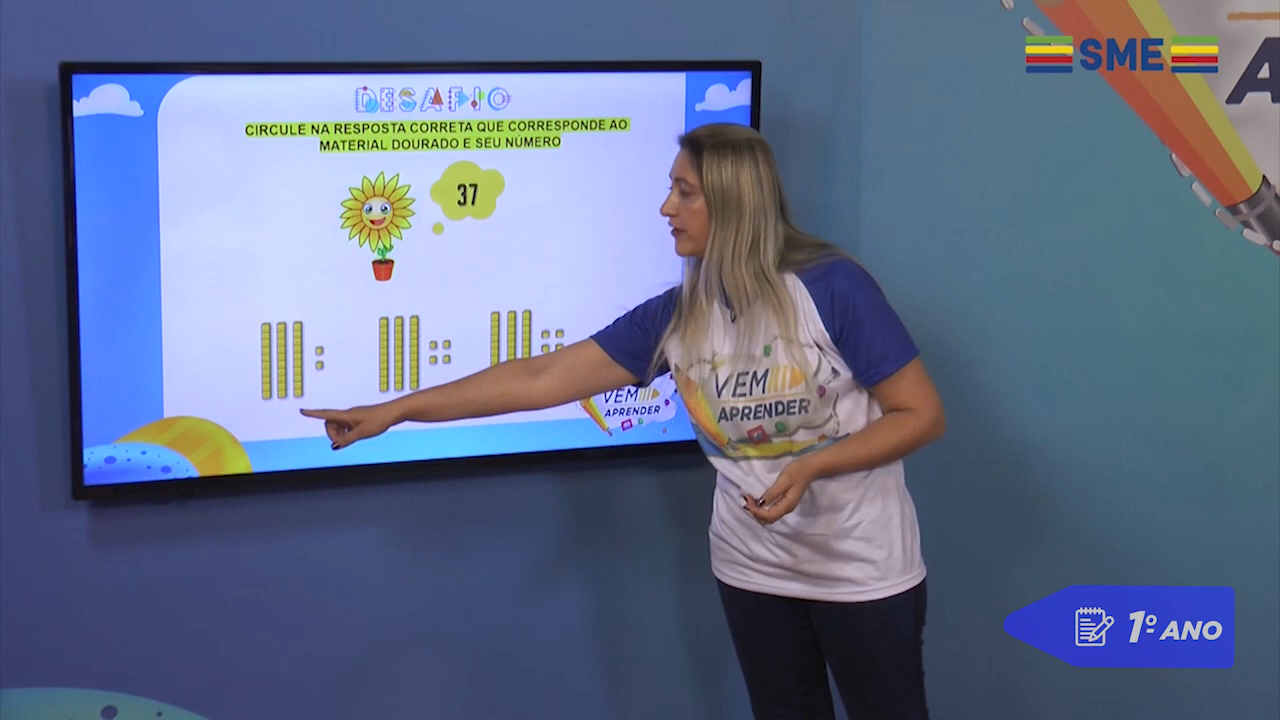 SME
A
DESAFIO
CIRCULE NA RESPOSTA CORRETA QUE CORRESPONDE AO
MATERIAL DOURADO E SEU NÚMERO
37
VEM
APRENDER
VEM
APRENDER
1º ANO